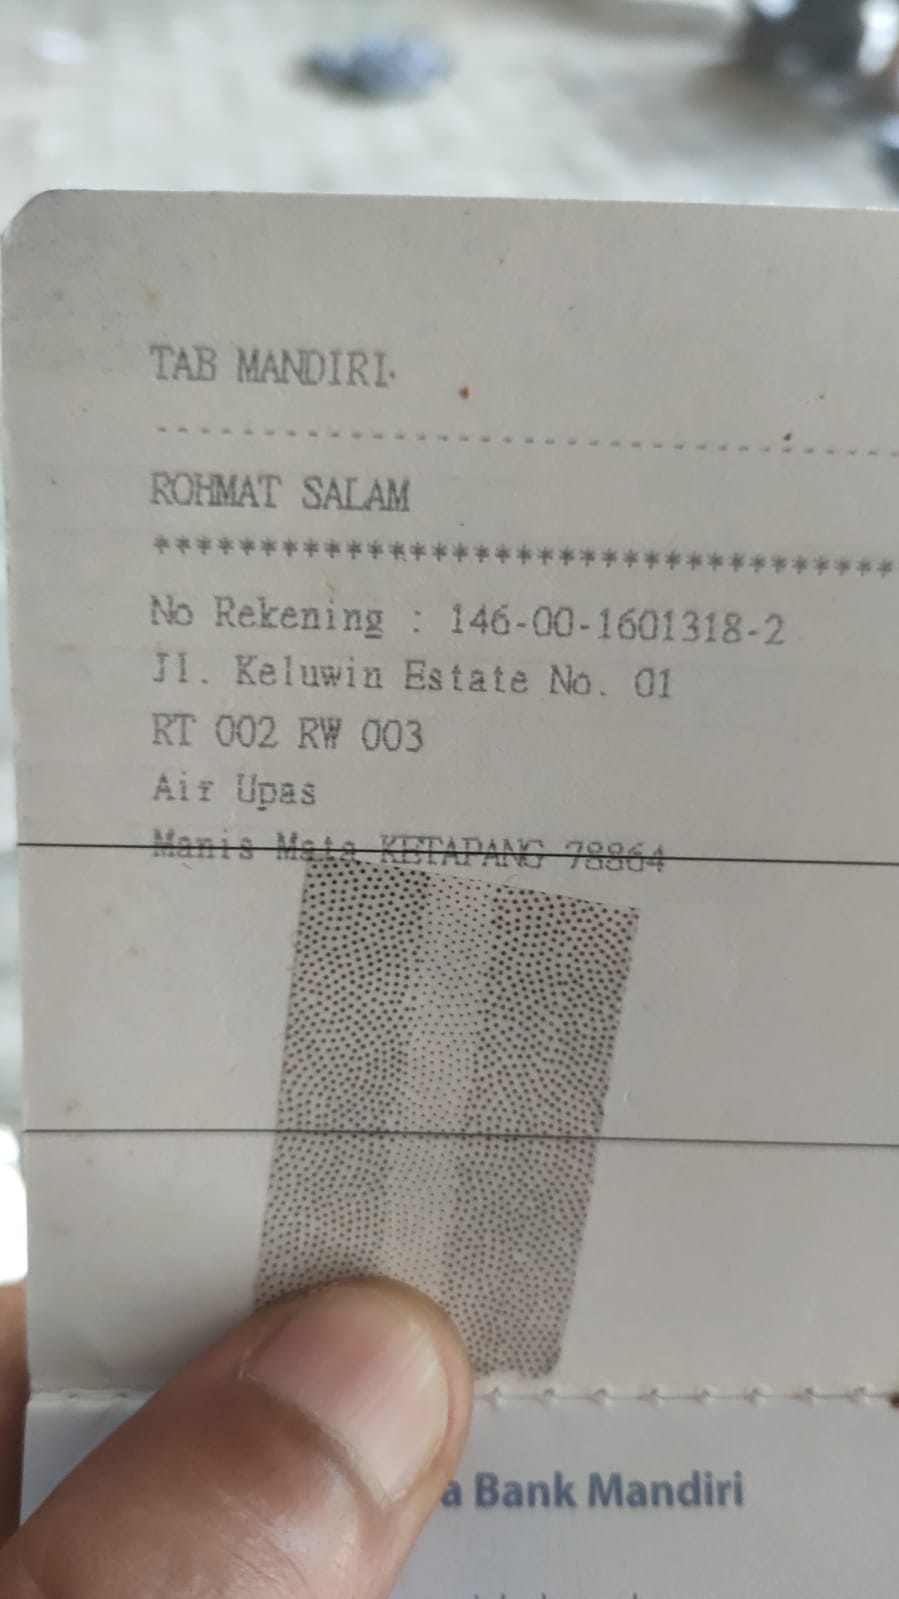 TAB MANDIRI
------------------------------------
ROHMAT SALAM
***********************************
No Rekening : 146-00-1601318-2
Jl. Keluwin Estate No. 01
RT 002 RW 003
Air Upas
Manis Mata KETAPANG 78864
a Bank Mandiri